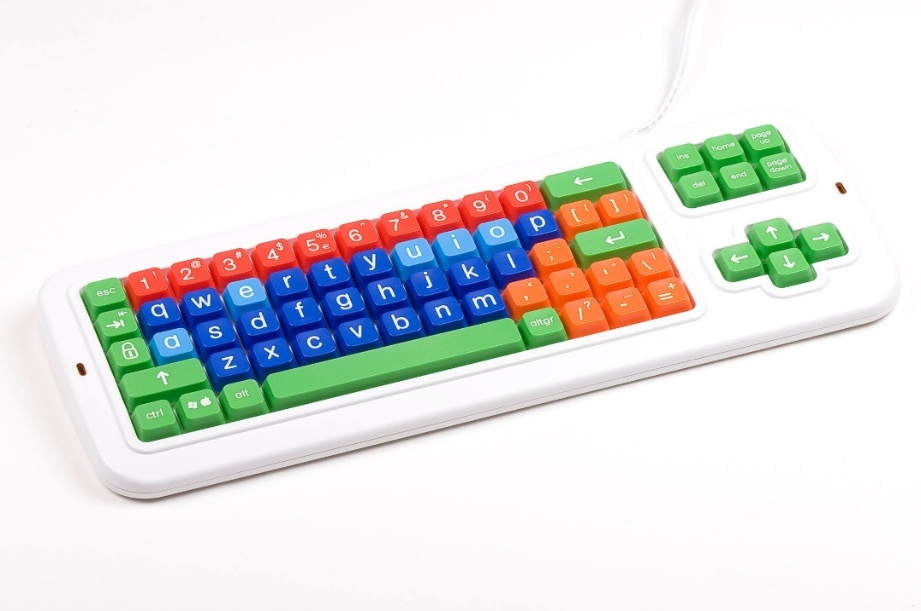 esc 1 ! 2 @ 3 # 4 $ 5 % € 6 ^ 7 & 8 * 9 ( 0 ) ←
q w e r t y u i o p [ { ] }
a s d f g h j k l ; : ' " \ | ↵
↑ z x c v b n m , . / ? - _ = +
ctrl alt altgr
ins home page up
del end page down
↑
← ↓ →